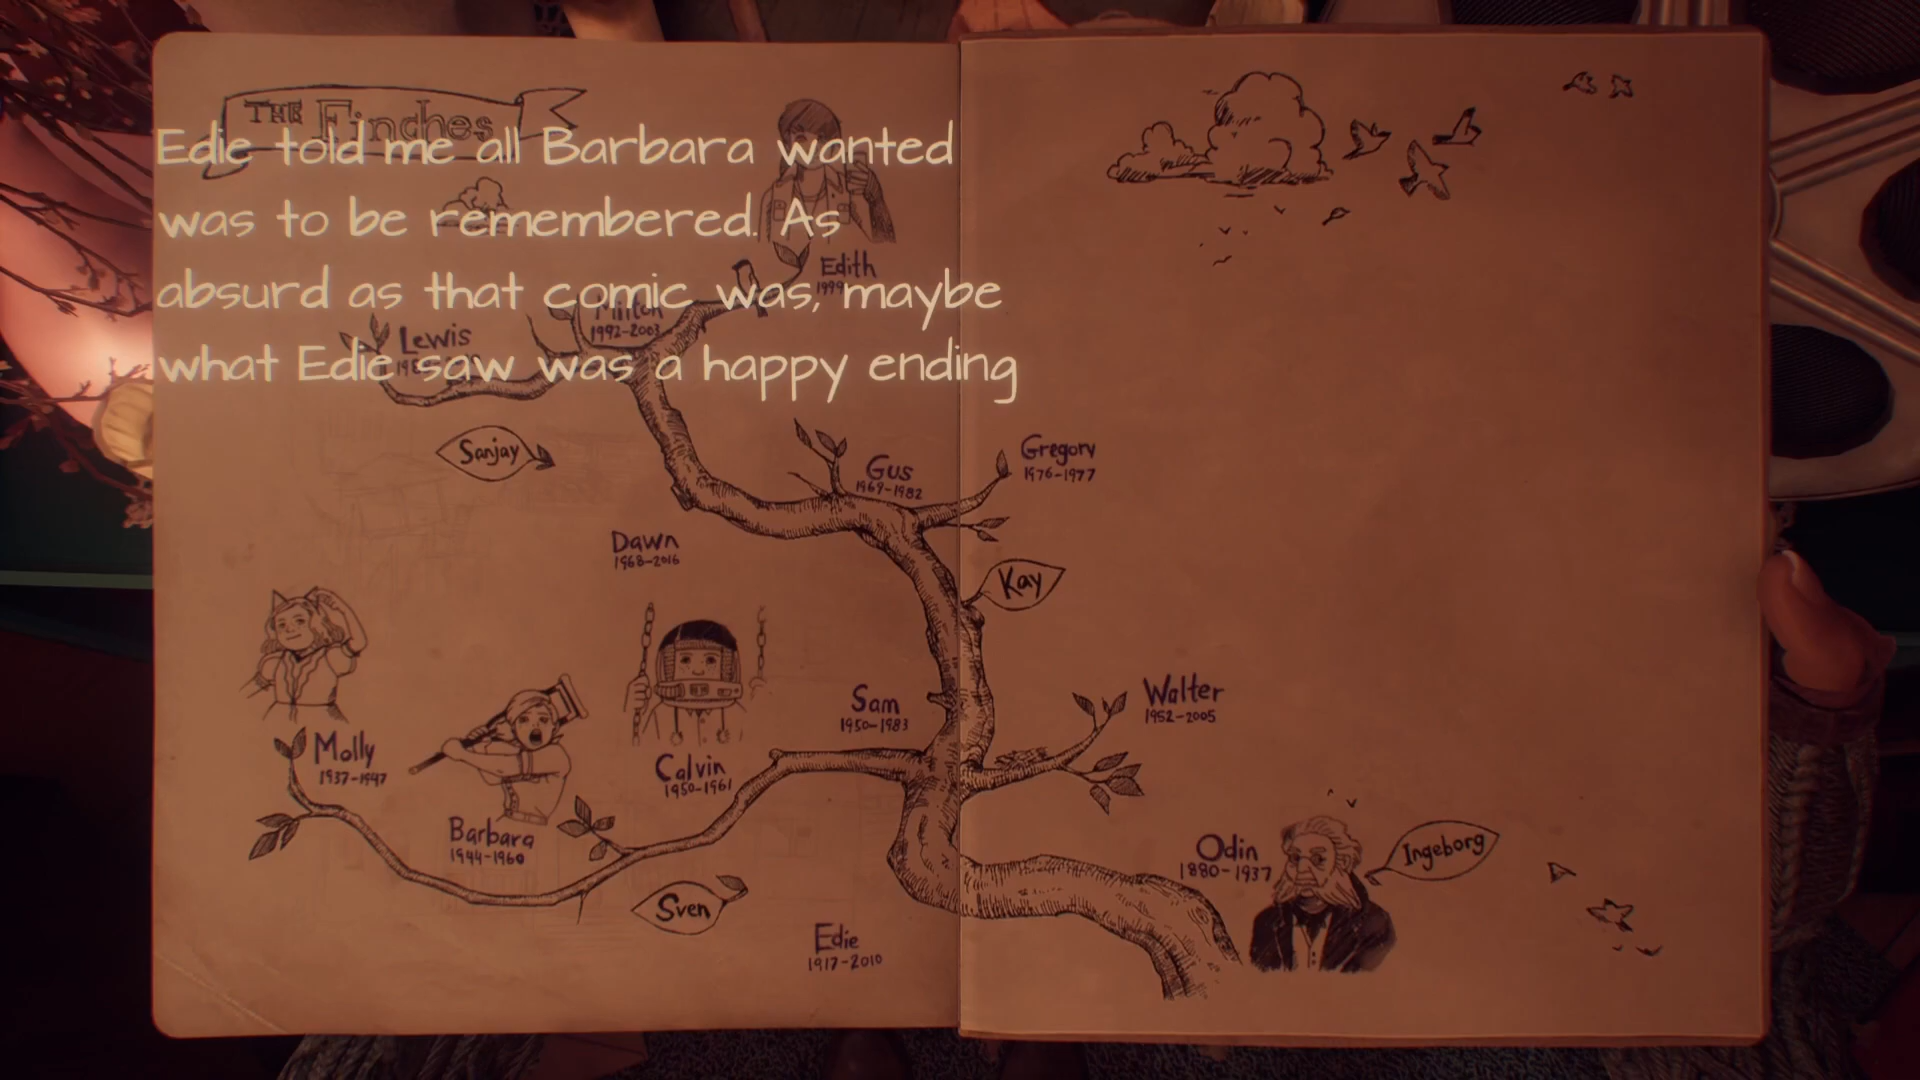 THE Finches
Edie told me all Barbara wanted
was to be remembered. As
absurd as that comic was, maybe
what Edie saw was a happy ending
Edith
1999
Milton
1992-2003
Lewis
Sanjay
Gus
1969-1982
Gregory
1976-1977
Dawn
1968-2016
Kay
Sam
1950-1983
Walter
1952-2005
Molly
1937-1947
Calvin
1950-1961
Barbara
1944-1960
Odin
1880-1937
Ingeborg
Sven
Edie
1917-2010